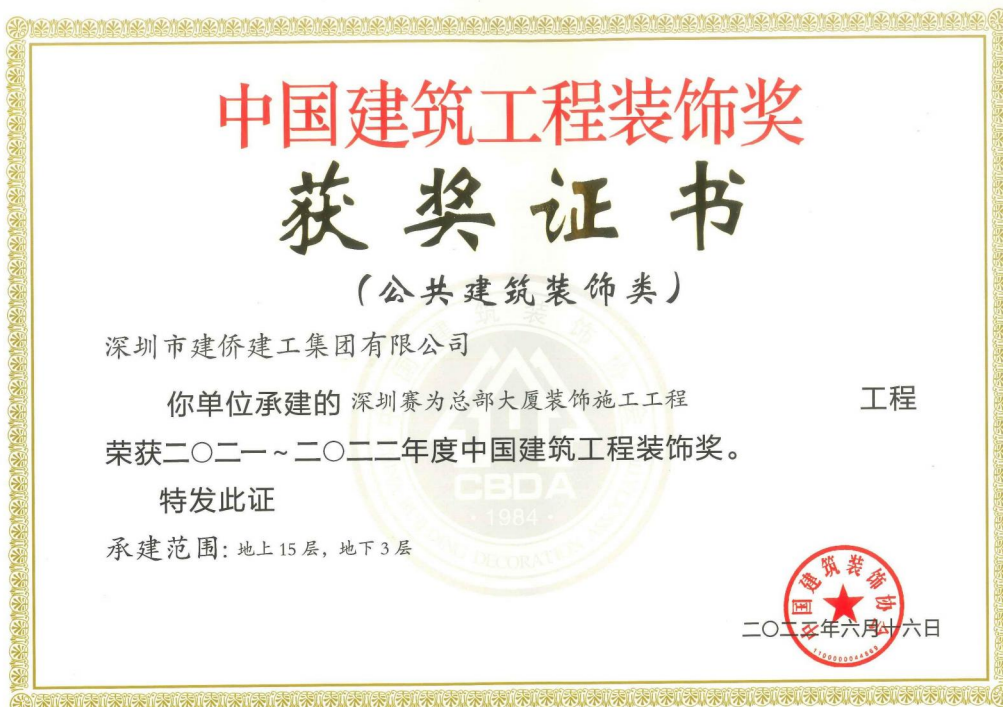 中国建筑工程装饰奖
获奖证书
(公共建筑装饰类)
深圳市建侨建工集团有限公司
你单位承建的 深圳赛为总部大厦装饰施工工程 工程
荣获二〇二一~二〇二二年度中国建筑工程装饰奖。
特发此证
承建范围: 地上 15 层, 地下 3 层
CBDA
·1984·
中国建筑装饰协会
二〇二三年六月十六日